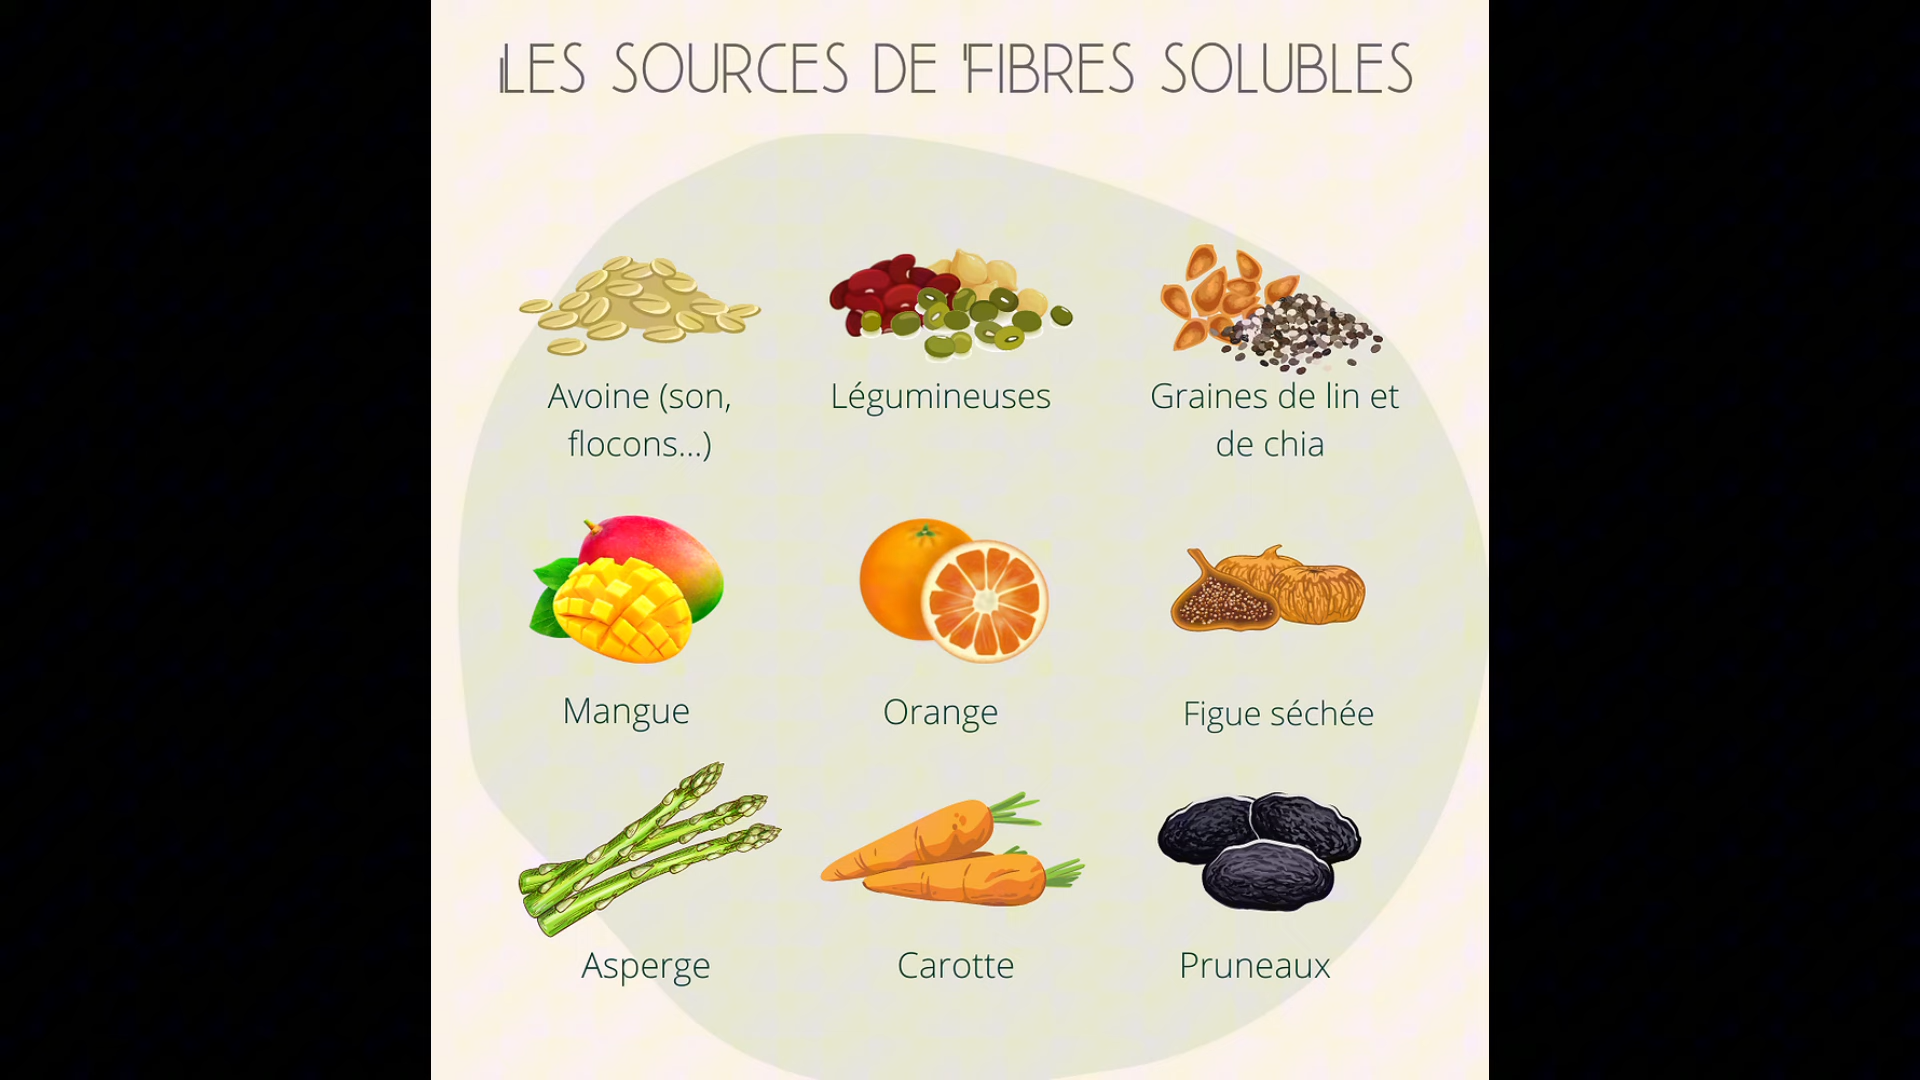 LES SOURCES DE FIBRES SOLUBLES
Avoine (son,
flocons...)
Légumineuses
Graines de lin et
de chia
Mangue
Orange
Figue séchée
Asperge
Carotte
Pruneaux